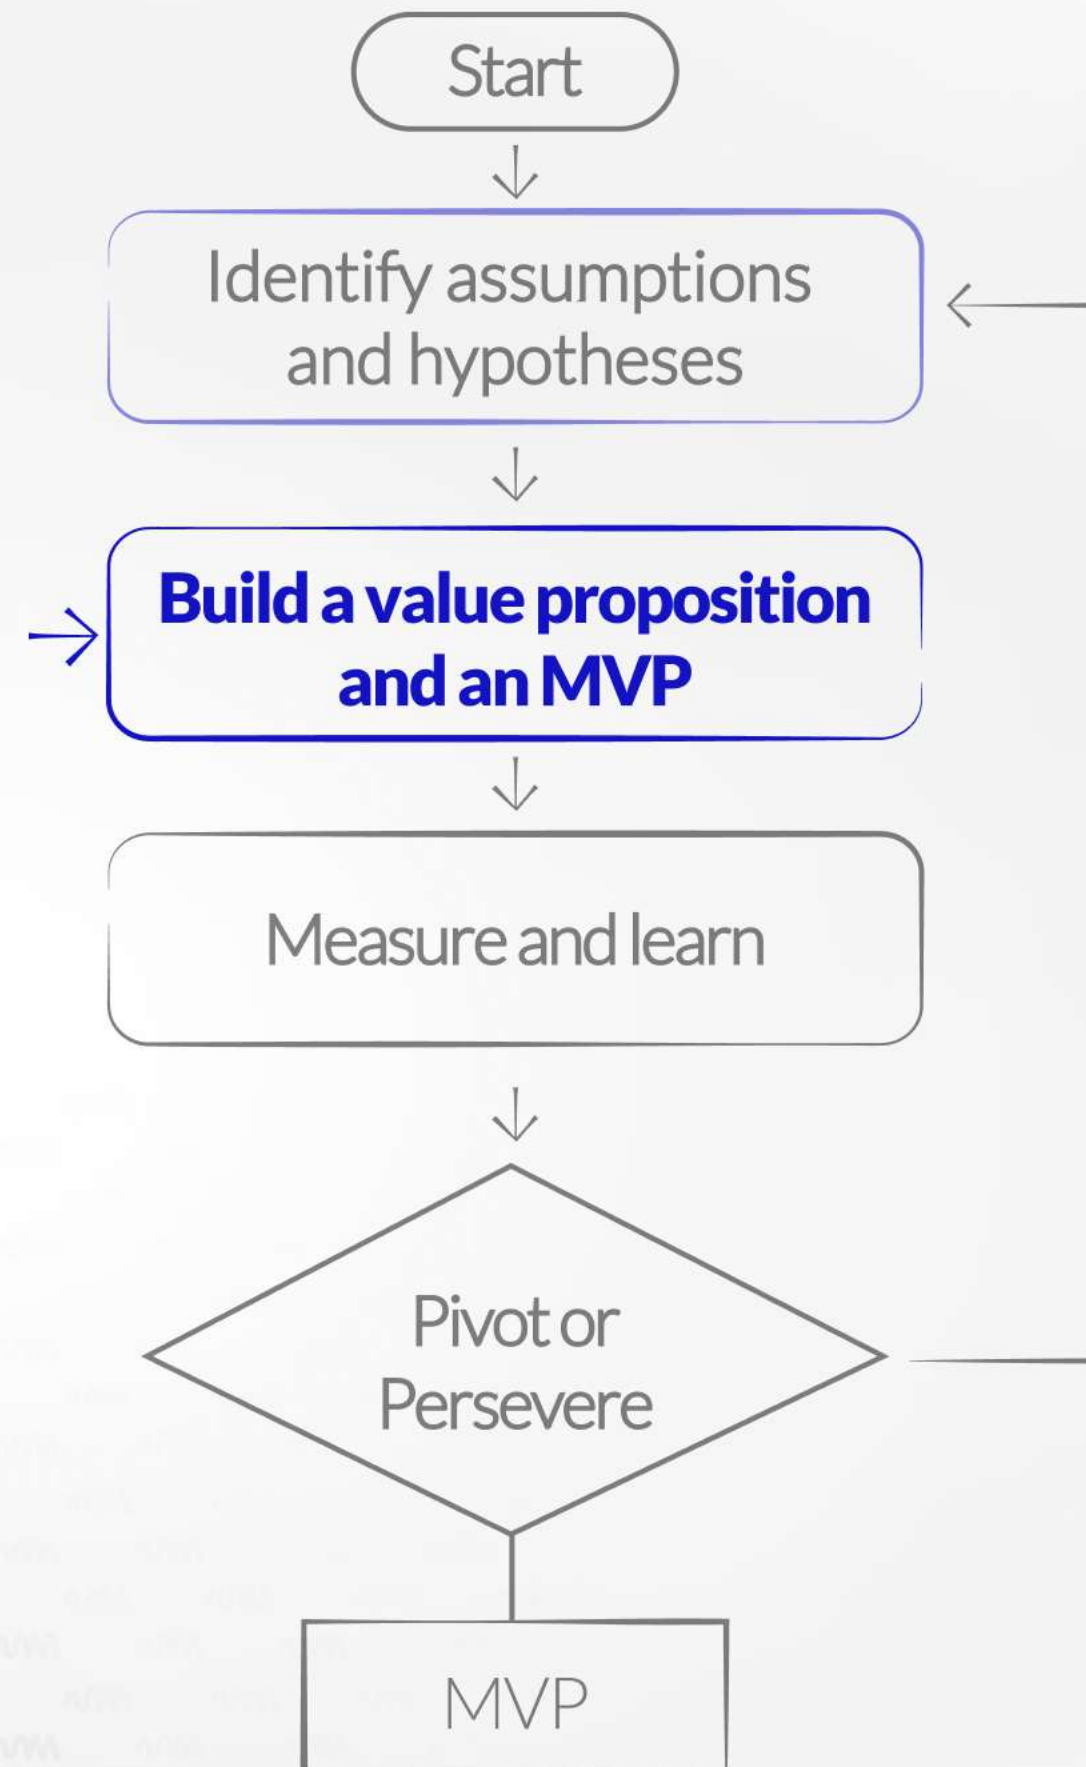 Start
Identify assumptions
and hypotheses
Build a value proposition
and an MVP
Measure and learn
Pivot or
Persevere
MVP